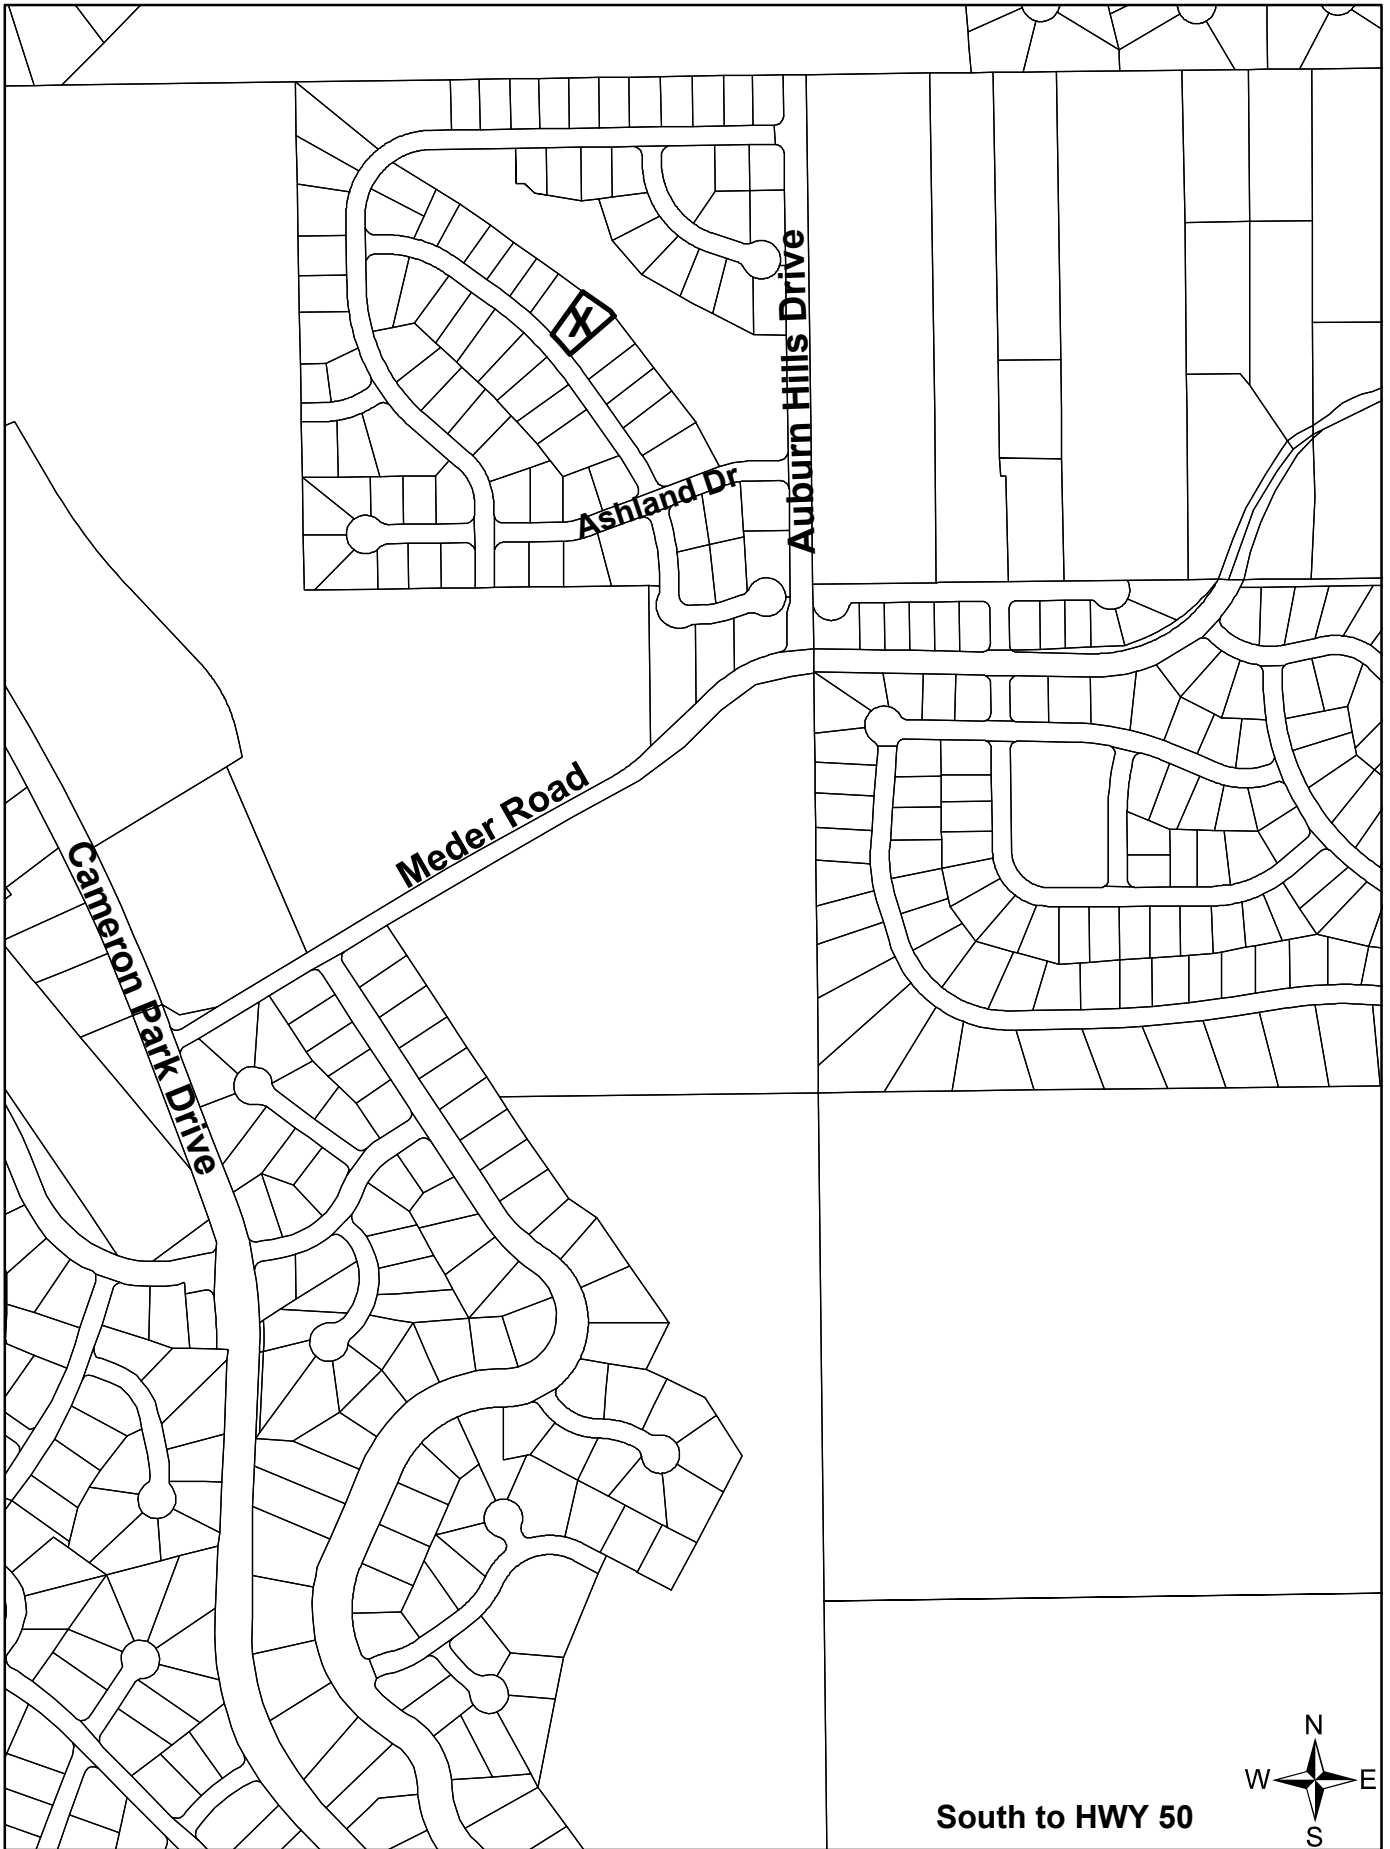 Auburn Hills Drive
X
Ashland Dr
Meder Road
Cameron Park Drive
N
W E
South to HWY 50
S